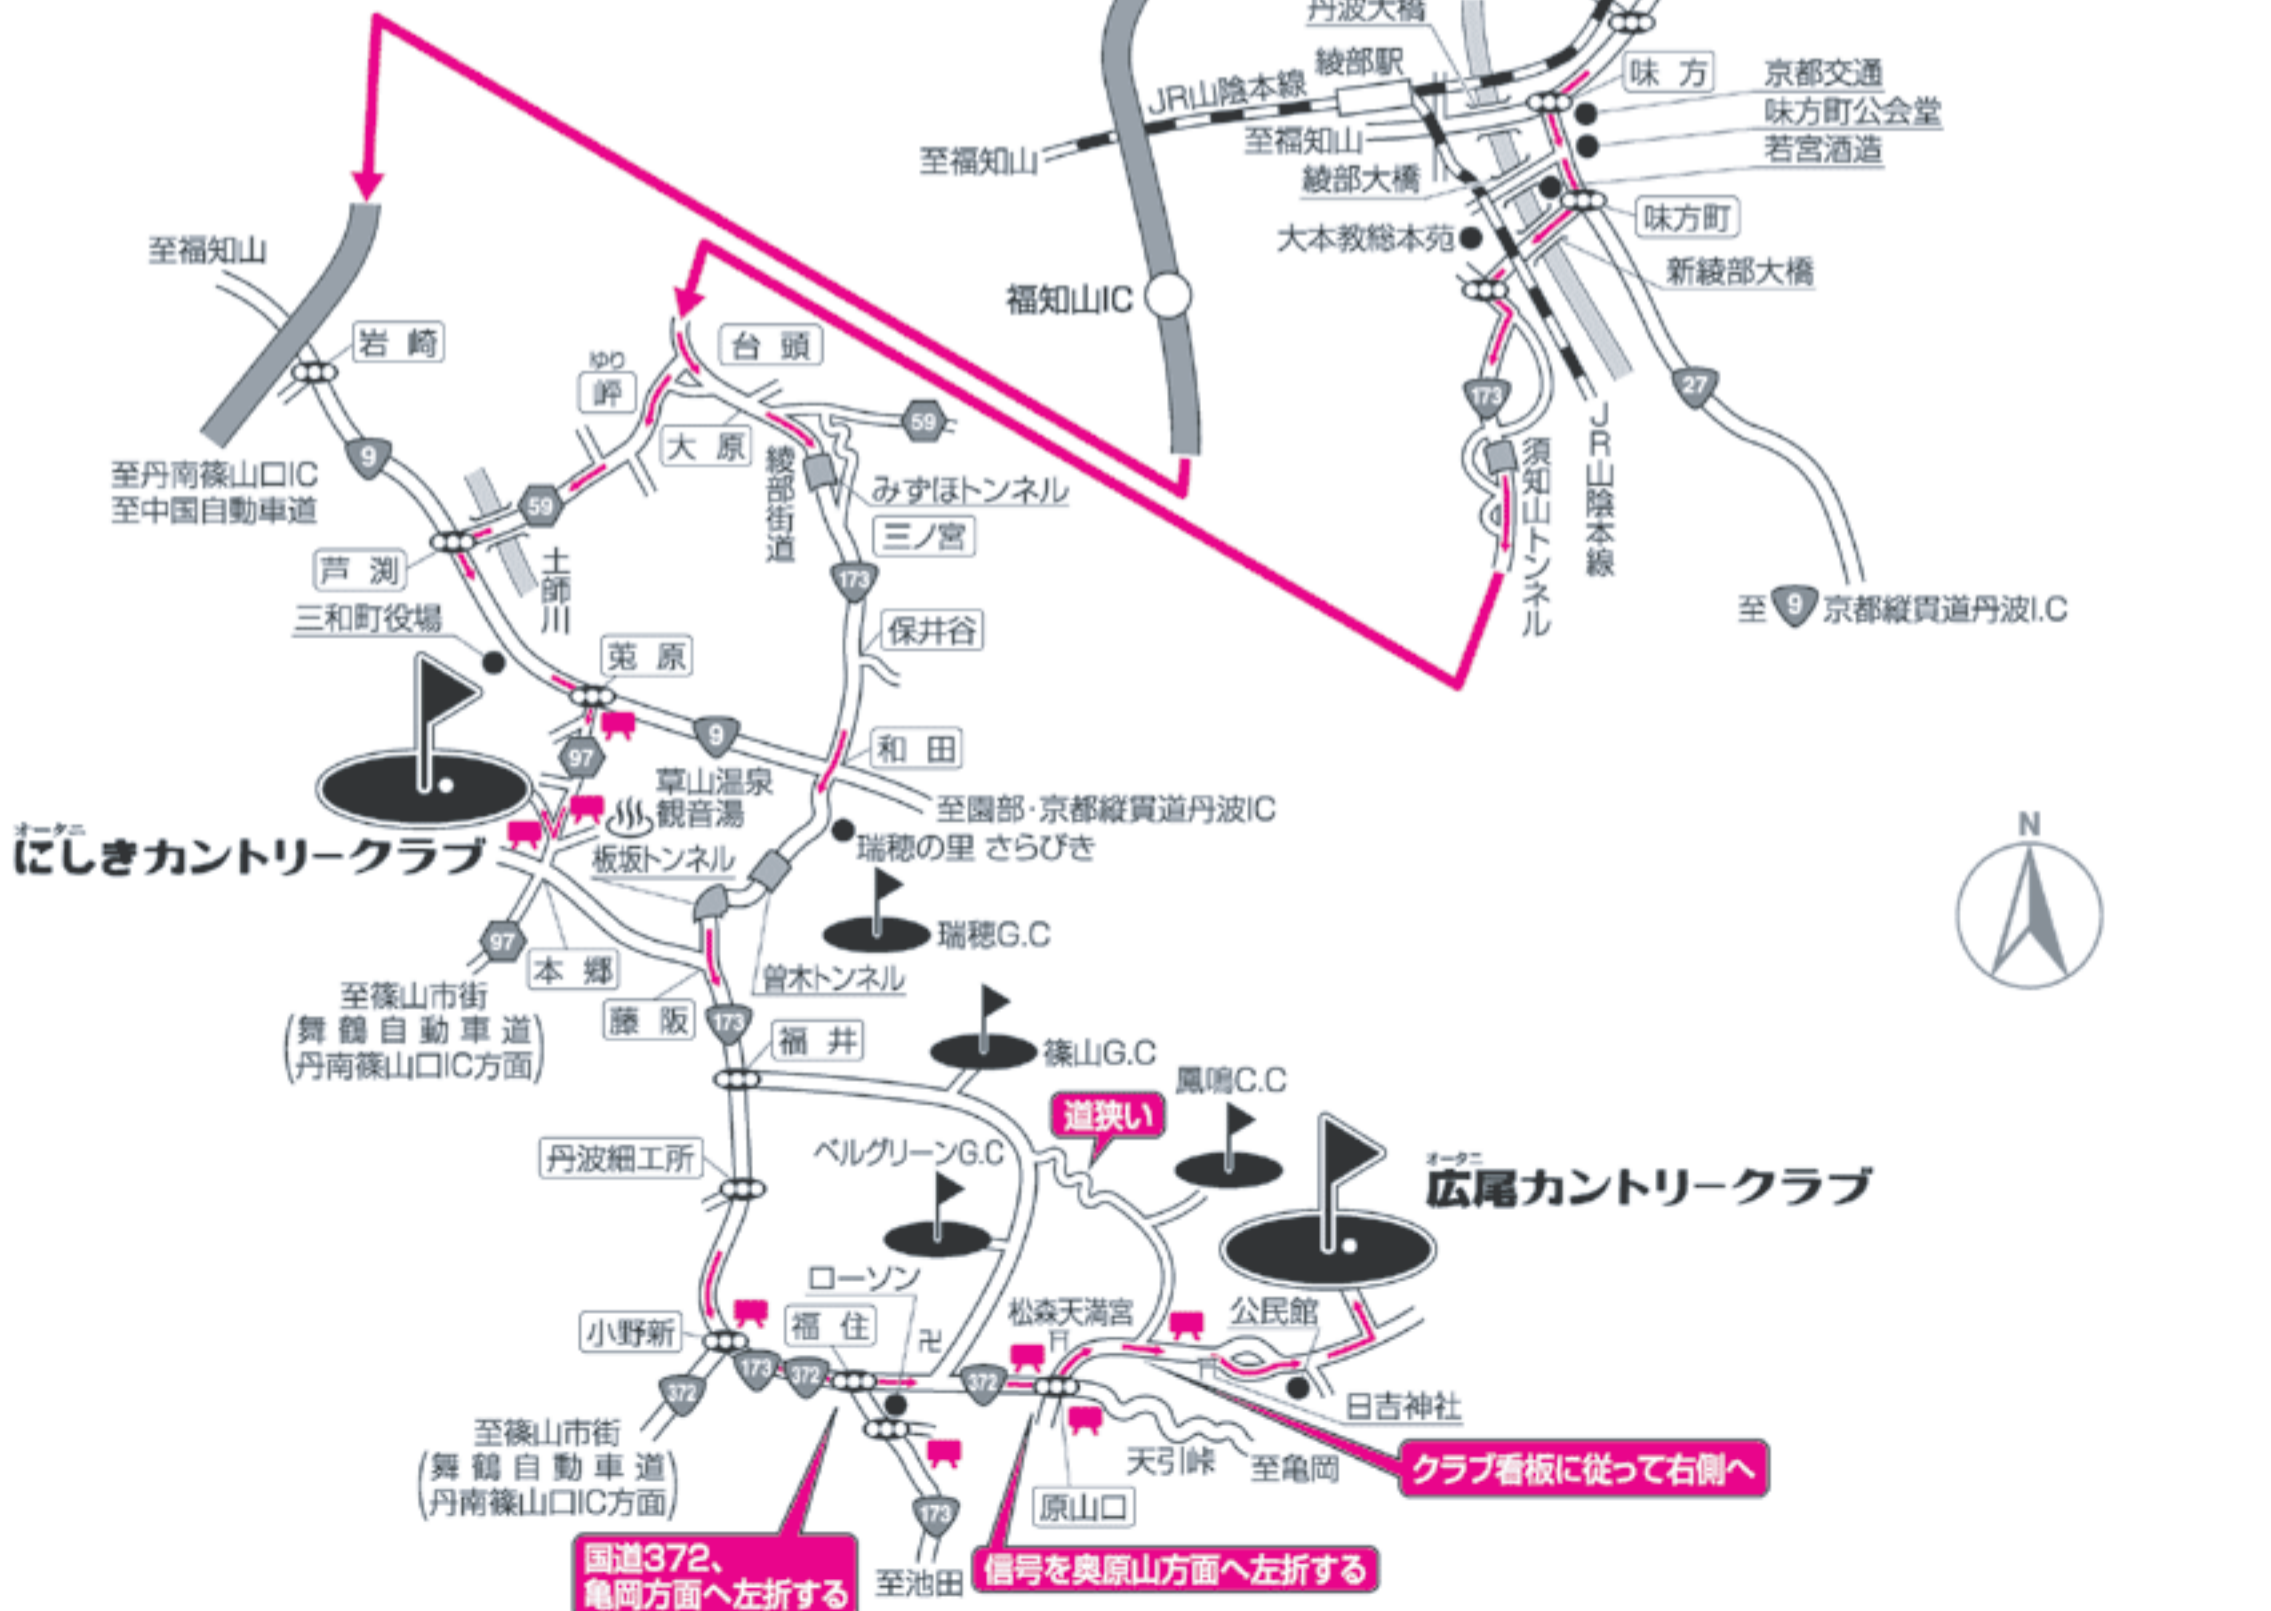 丹波大橋
綾部駅
JR山陰本線
至福知山
至福知山
綾部大橋
大本教総本苑
福知山IC
味方
京都交通
味方町公会堂
若宮酒造
味方町
新綾部大橋
27
173
須知山トンネル
JR山陰本線
至9京都縦貫道丹波I.C
至福知山
岩崎
9
至丹南篠山口IC
至中国自動車道
ゆり
岼
台頭
大原
59
綾部街道
みずほトンネル
三ノ宮
59
芦渕
土師川
173
三和町役場
保井谷
菟原
9
和田
97
草山温泉
観音湯
至園部・京都縦貫道丹波IC
瑞穂の里 さらびき
オータニ
にしきカントリークラブ
板坂トンネル
瑞穂G.C
97
本郷
曽木トンネル
至篠山市街
(舞鶴自動車道)
(丹南篠山口IC方面)
藤阪
173
福井
篠山G.C
鳳鳴C.C
道狭い
丹波細工所
ベルグリーンG.C
オータニ
広尾カントリークラブ
ローソン
小野新
福住
卍
松森天満宮
公民館
173
372
372
372
日吉神社
至篠山市街
(舞鶴自動車道)
(丹南篠山口IC方面)
天引峠
至亀岡
クラブ看板に従って右側へ
173
原山口
国道372、
亀岡方面へ左折する
至池田
信号を奥原山方面へ左折する
N